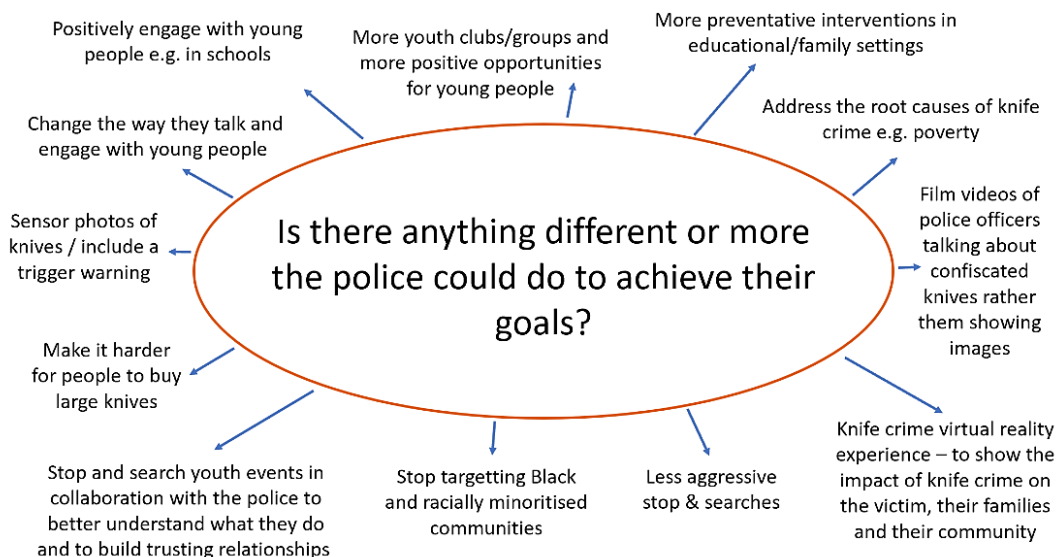 Positively engage with young
people e.g. in schools
More youth clubs/groups and
more positive opportunities
for young people
More preventative interventions in
educational/family settings
Change the way they talk and
engage with young people
Address the root causes of knife
crime e.g. poverty
Sensor photos of
knives / include a
trigger warning
Is there anything different or more
the police could do to achieve their
goals?
Film videos of
police officers
talking about
confiscated
knives rather
them showing
images
Make it harder
for people to buy
large knives
Stop and search youth events in
collaboration with the police to
better understand what they do
and to build trusting relationships
Stop targetting Black
and racially minoritised
communities
Less aggressive
stop & searches
Knife crime virtual reality
experience – to show the
impact of knife crime on
the victim, their families
and their community